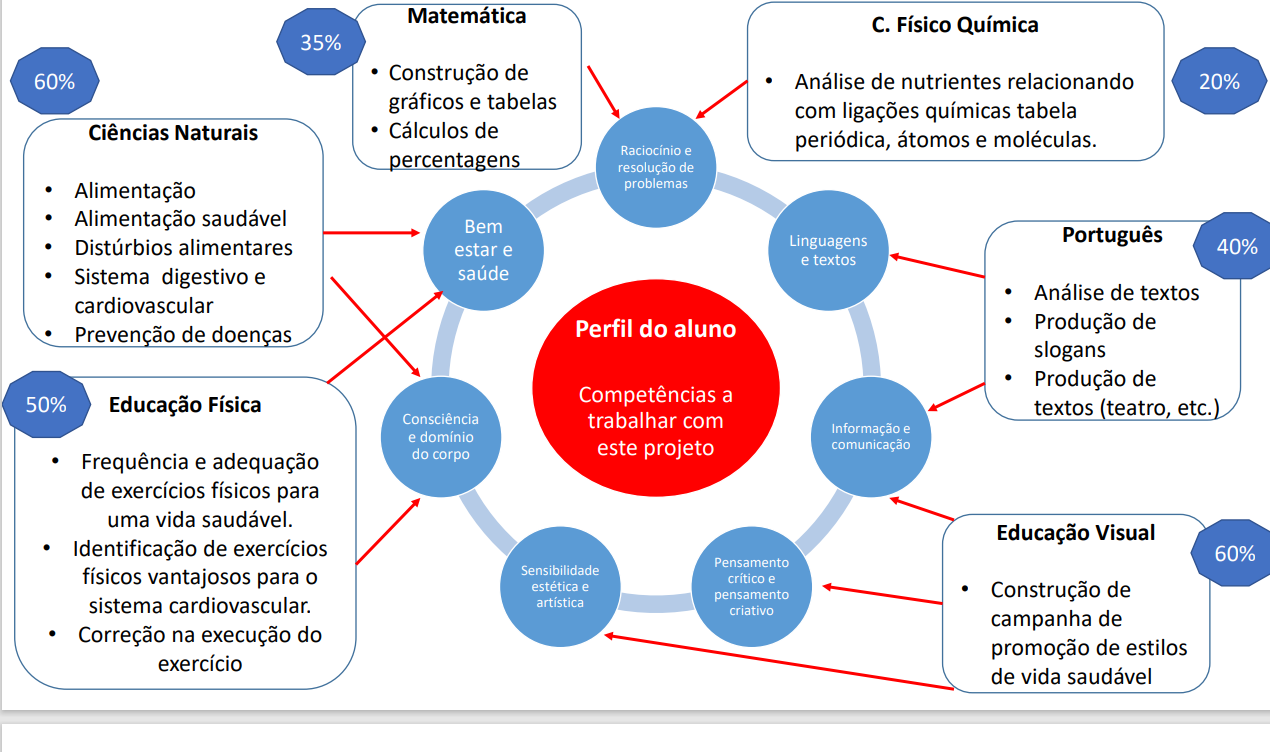 60%
Ciências Naturais
• Alimentação
• Alimentação saudável
• Distúrbios alimentares
• Sistema digestivo e
cardiovascular
• Prevenção de doenças
35%
Matemática
• Construção de
gráficos e tabelas
• Cálculos de
percentagens
C. Físico Química
• Análise de nutrientes relacionando
com ligações químicas tabela
periódica, átomos e moléculas.
20%
Raciocínio e
resolução de
problemas
Bem
estar e
saúde
Linguagens
e textos
Português
40%
• Análise de textos
• Produção de
slogans
• Produção de
textos (teatro, etc.)
Perfil do aluno
Competências a
trabalhar com
este projeto
50%
Educação Física
• Frequência e adequação
de exercícios físicos para
uma vida saudável.
• Identificação de exercícios
físicos vantajosos para o
sistema cardiovascular.
• Correção na execução do
exercício
Consciência
e domínio
do corpo
Informação e
comunicação
Sensibilidade
estética e
artística
Pensamento
crítico e
pensamento
criativo
Educação Visual
60%
• Construção de
campanha de
promoção de estilos
de vida saudável